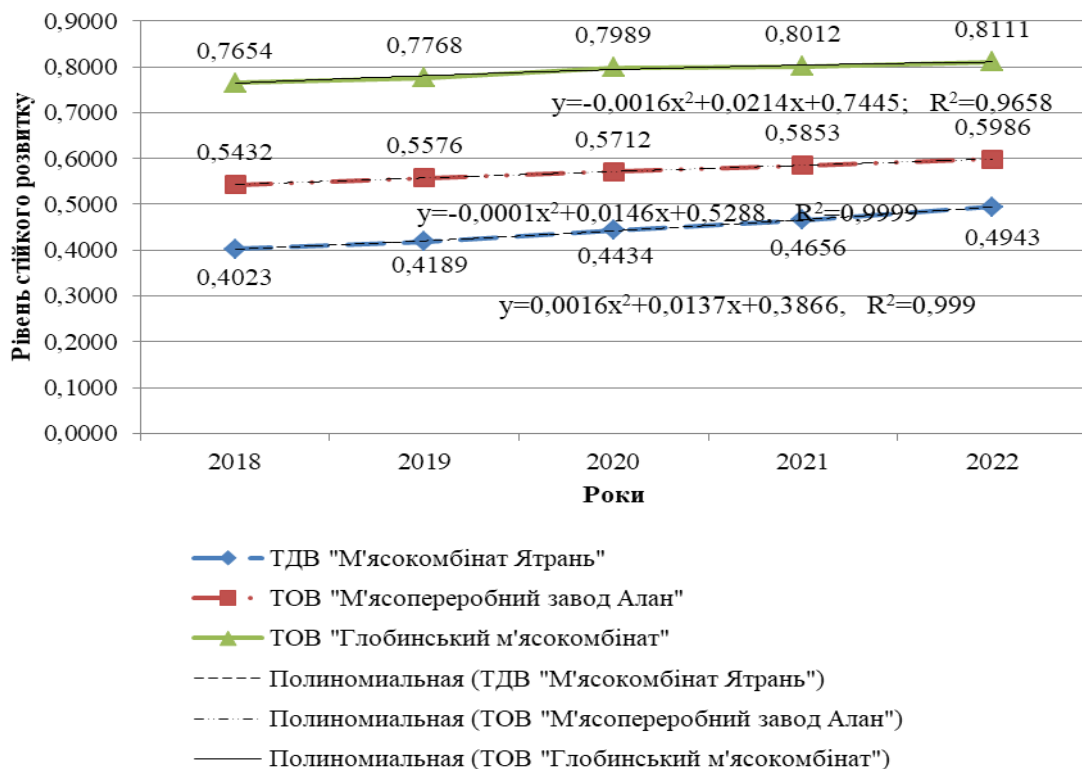 0,9000
0,8000
0,7000
0,6000
0,5000
0,4000
0,3000
0,2000
0,1000
0,0000
Рівень стійкого розвитку
0,7654 0,7768 0,7989 0,8012 0,8111
y=-0,0016x²+0,0214x+0,7445; R²=0,9658
0,5432 0,5576 0,5712 0,5853 0,5986
y=-0,0001x²+0,0146x+0,5288, R²=0,9999
0,4023 0,4189 0,4434 0,4656 0,4943
y=0,0016x²+0,0137x+0,3866, R²=0,999
2018 2019 2020 2021 2022
Роки
ТДВ "М'ясокомбінат Ятрань"
ТОВ "М'ясопереробний завод Алан"
ТОВ "Глобинський м'ясокомбінат"
Полиномиальная (ТДВ "М'ясокомбінат Ятрань")
Полиномиальная (ТОВ "М'ясопереробний завод Алан")
Полиномиальная (ТОВ "Глобинський м'ясокомбінат")